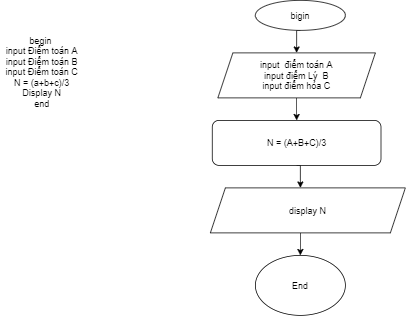 begin
input Điểm toán A
input Điểm toán B
input Điểm toán C
N = (a+b+c)/3
Display N
end
bigin
input điểm toán A
input điểm Lý B
input điểm hóa C
N = (A+B+C)/3
display N
End